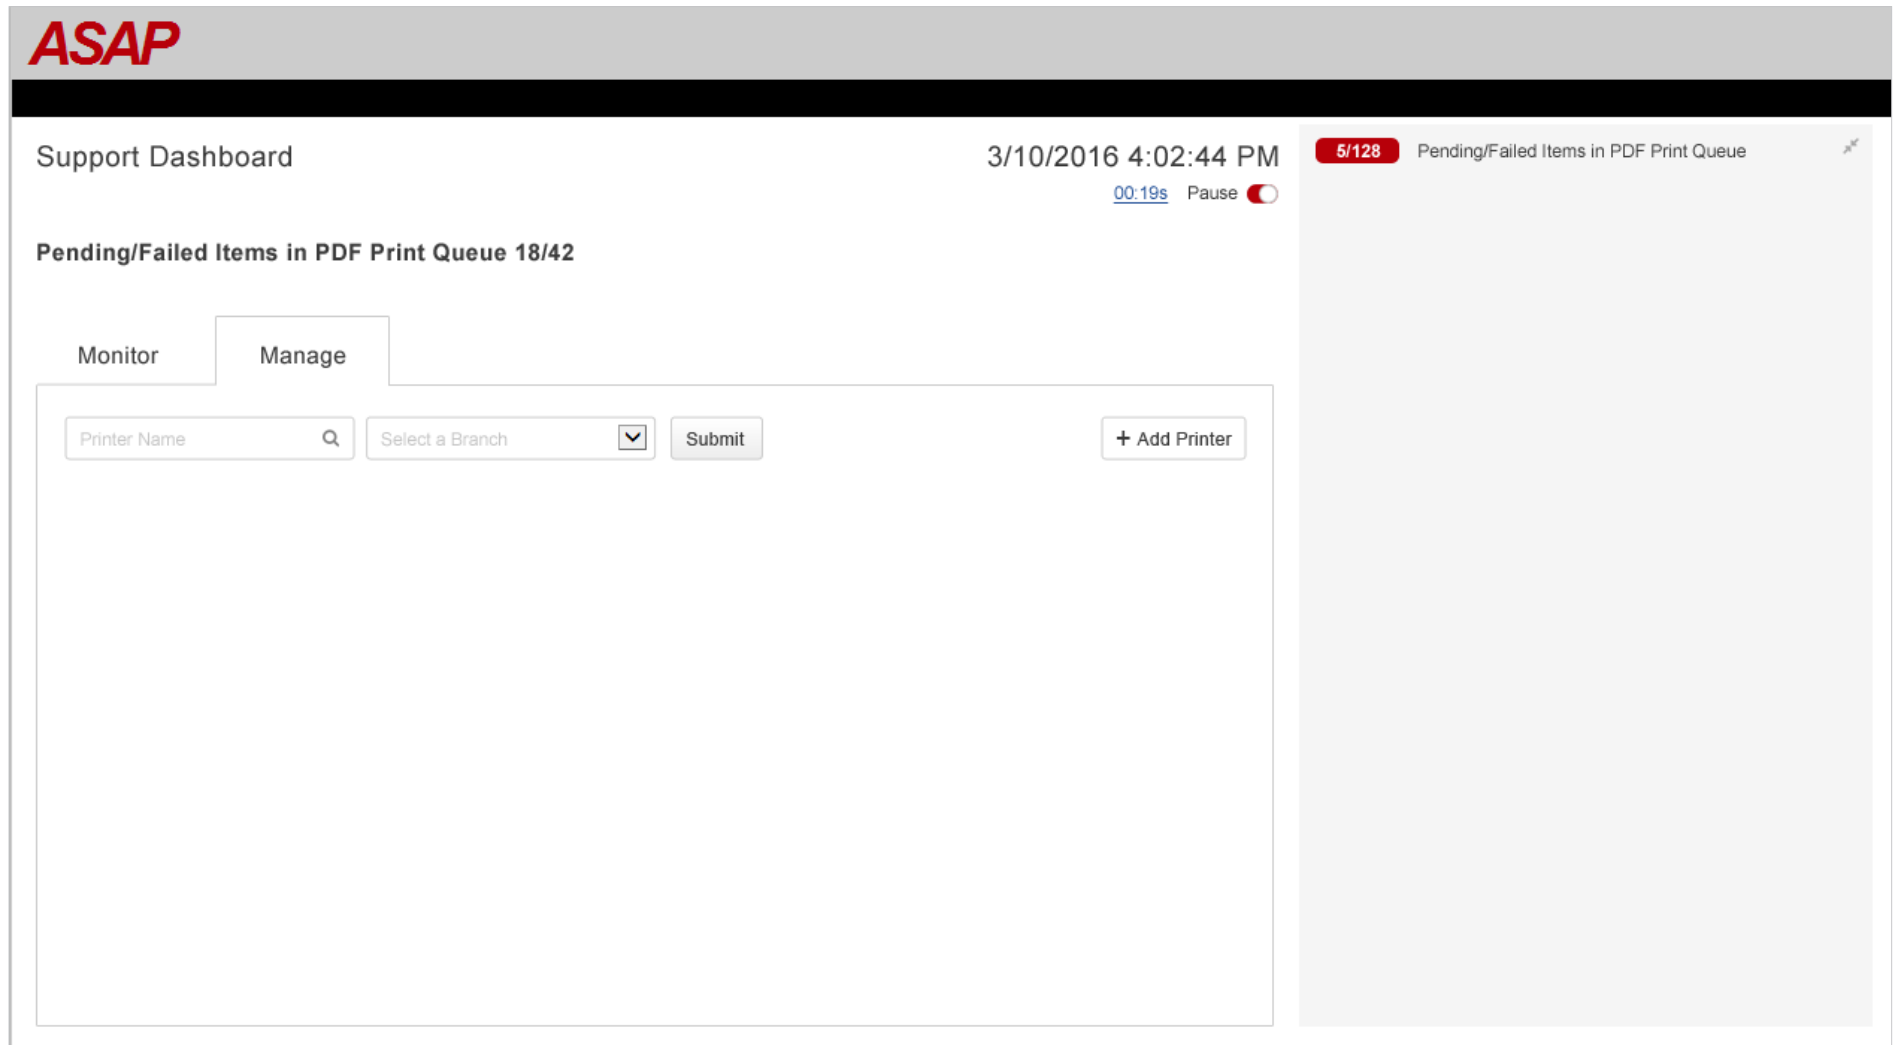 ASAP
Support Dashboard
3/10/2016 4:02:44 PM
00:19s Pause
5/128 Pending/Failed Items in PDF Print Queue
Pending/Failed Items in PDF Print Queue 18/42
Monitor Manage
Printer Name Select a Branch Submit + Add Printer